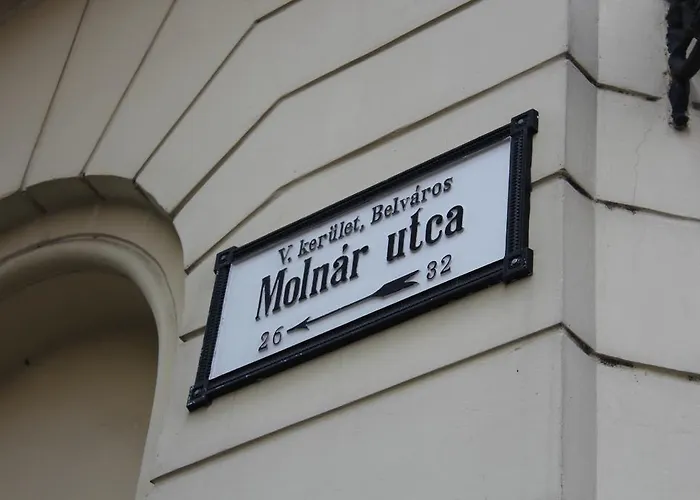 V. kerület, Belváros
Molnár utca
26 32